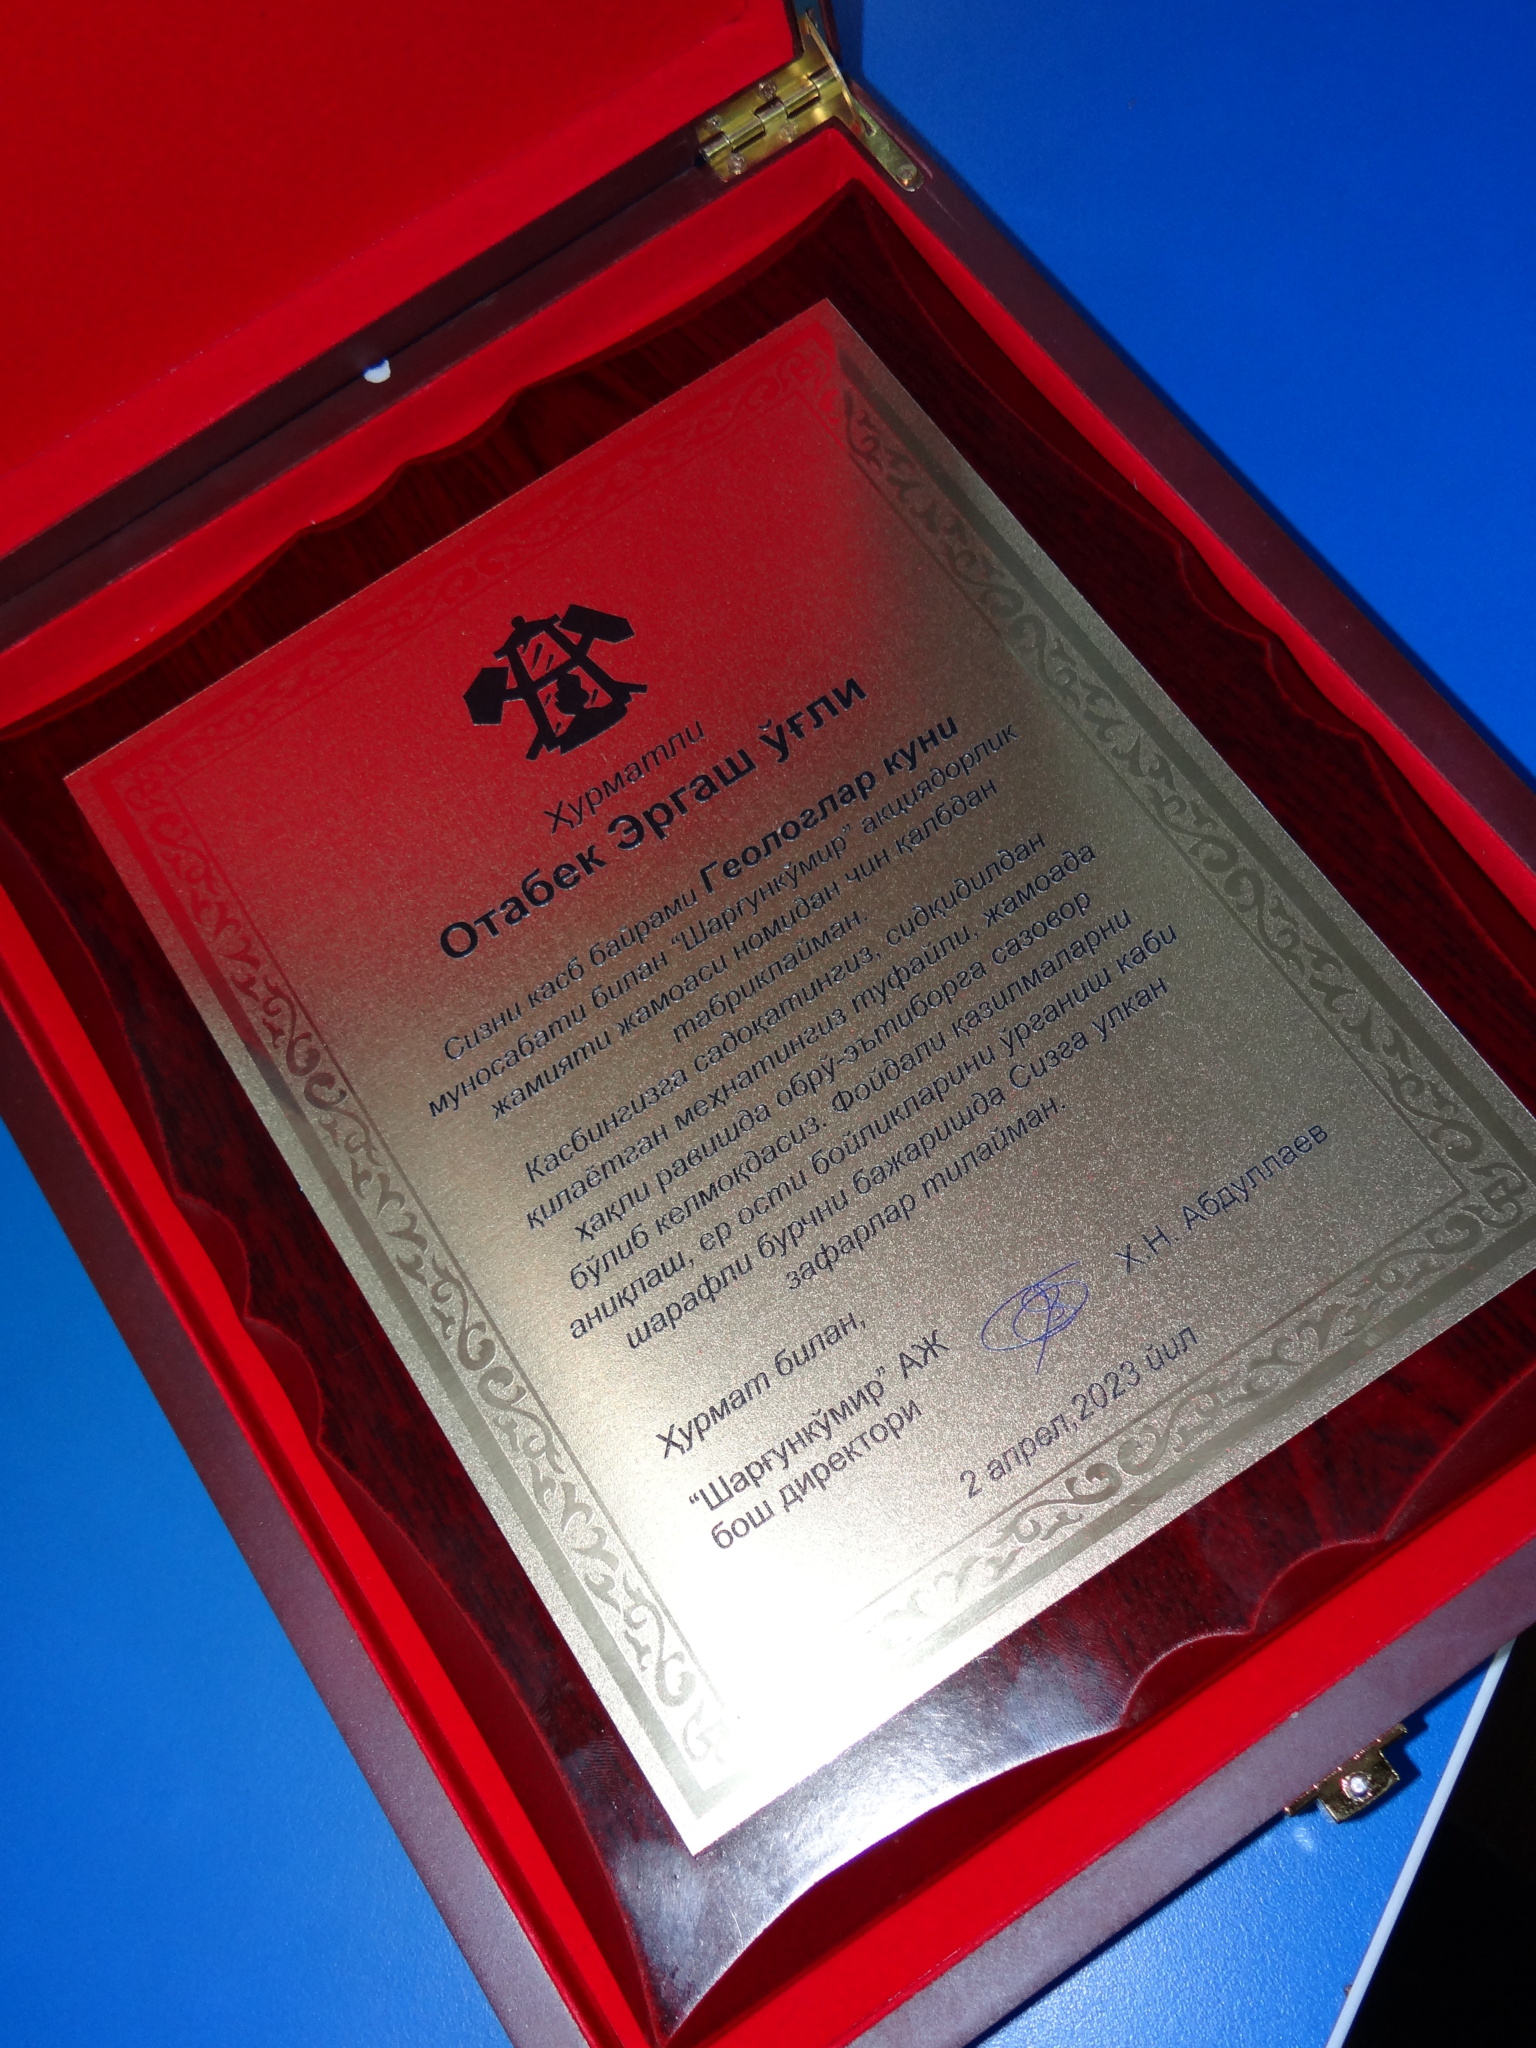 Ҳурматли
Отабек Эргаш ўғли
Сизни касб байрами Геологлар куни
муносабати билан “Шарғункўмир” акциядорлик
жамияти жамоаси номидан чин қалбдан
табриклайман.
Касбингизга садоқатингиз, сидқидилдан
қилаётган меҳнатингиз туфайли, жамоада
ҳақли равишда обрў-эътиборга сазовор
бўлиб келмоқдасиз. Фойдали қазилмаларни
аниқлаш, ер ости бойликларини ўрганиш каби
шарафли бурчни бажаришда Сизга улкан
зафарлар тилайман.
Ҳурмат билан,
“Шарғункўмир” АЖ
бош директори
Х.Н. Абдуллаев
2 апрел,2023 йил